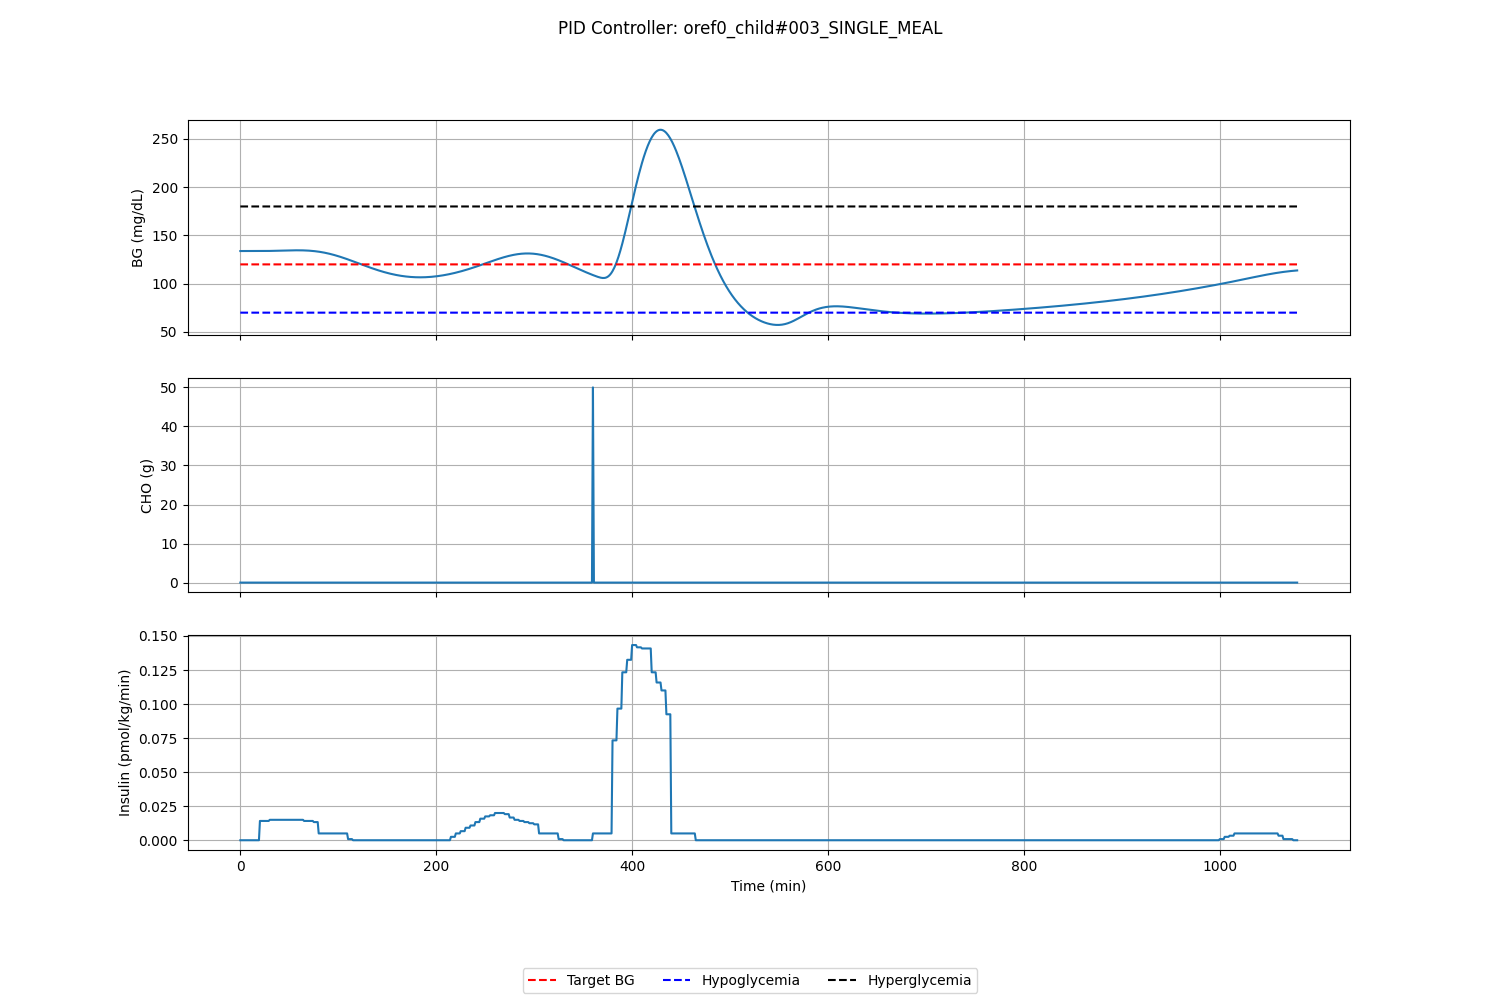 PID Controller: oref0_child#003_SINGLE_MEAL
BG (mg/dL)
250
200
150
100
50
CHO (g)
50
40
30
20
10
0
Insulin (pmol/kg/min)
0.150
0.125
0.100
0.075
0.050
0.025
0.000
0 200 400 600 800 1000
Time (min)
Target BG Hypoglycemia Hyperglycemia